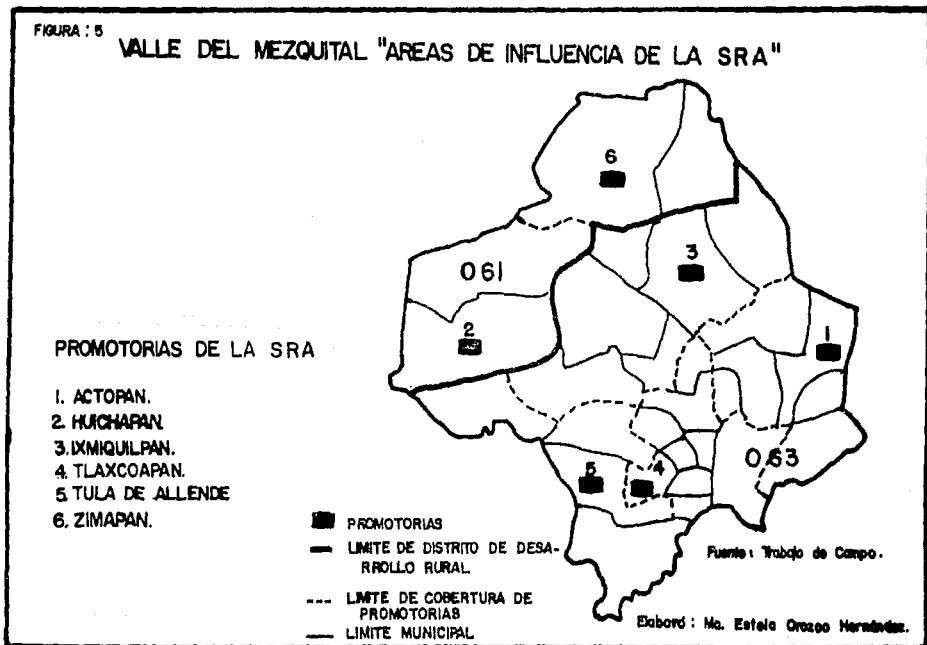 FIGURA : 5
VALLE DEL MEZQUITAL "AREAS DE INFLUENCIA DE LA SRA"
6
3
061
1
2
PROMOTORIAS DE LA SRA
1. ACTOPAN.
2. HUICHAPAN
3. IXMIQUILPAN.
4. TLAXCOAPAN.
5. TULA DE ALLENDE
6. ZIMAPAN.
063
5
4
PROMOTORIAS
LIMITE DE DISTRITO DE DESA-
RROLLO RURAL
LIMITE DE COBERTURA DE
PROMOTORIAS
LIMITE MUNICIPAL
Fuente : Trabajo de Campo.
Elaboró : Ma. Estela Orozco Hernández.